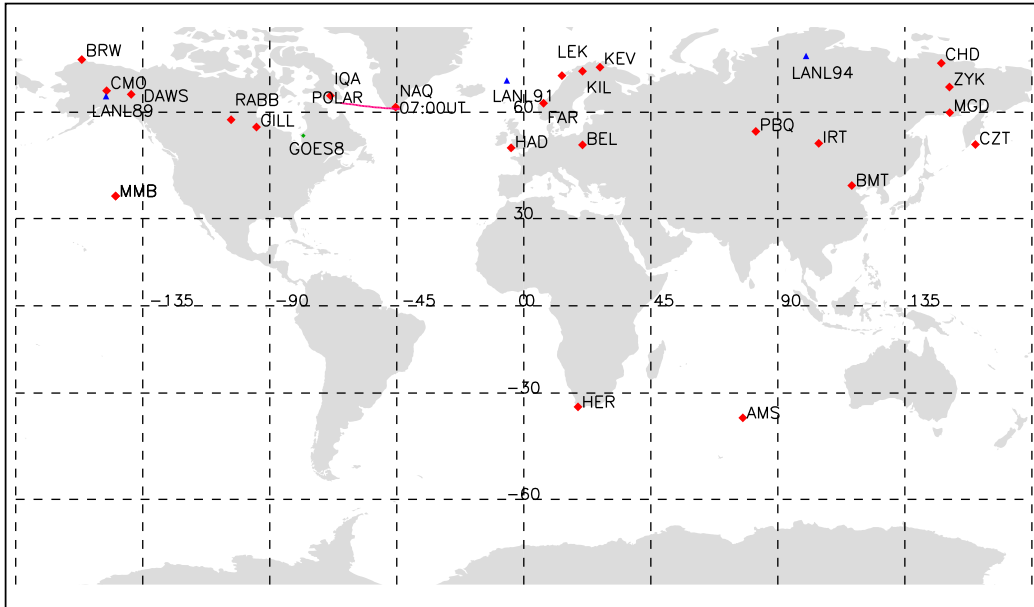 BRW
LEK
KEV
CHD
CMO
DAWS
LANL89
RABB
GILL
IQA
POLAR
NAQ
07:00UT
LANL91
KIL
FAR
LANL94
ZYK
MGD
60
GOES8
HAD
BEL
PBQ
IRT
CZT
MMB
BMT
30
-135
-90
-45
00
45
90
135
-30
HER
AMS
-60